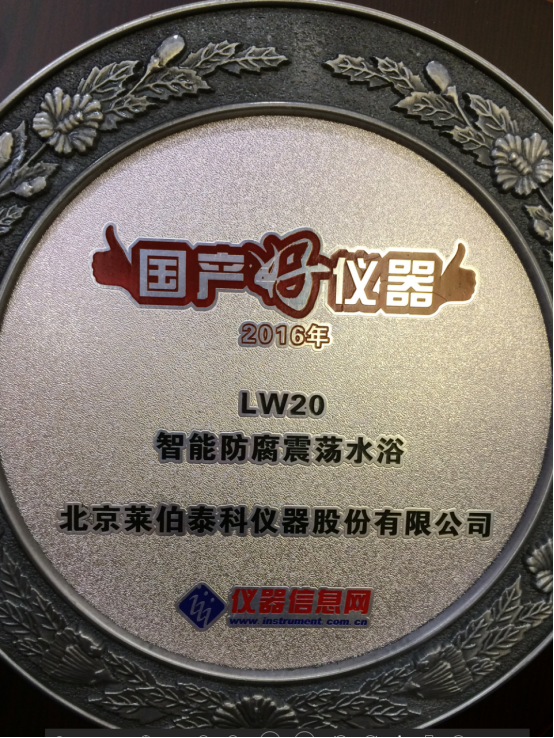 国产好仪器
2016年
LW20
智能防腐震荡水浴
北京莱伯泰科仪器股份有限公司
仪器信息网
www.instrument.com.cn